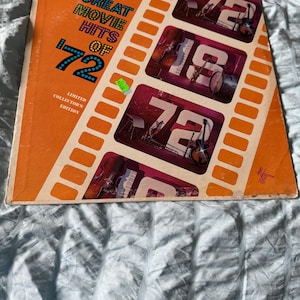 GREAT
MOVIE
HITS
OF
'72
LIMITED
COLLECTOR'S
EDITION
72
19
72
19